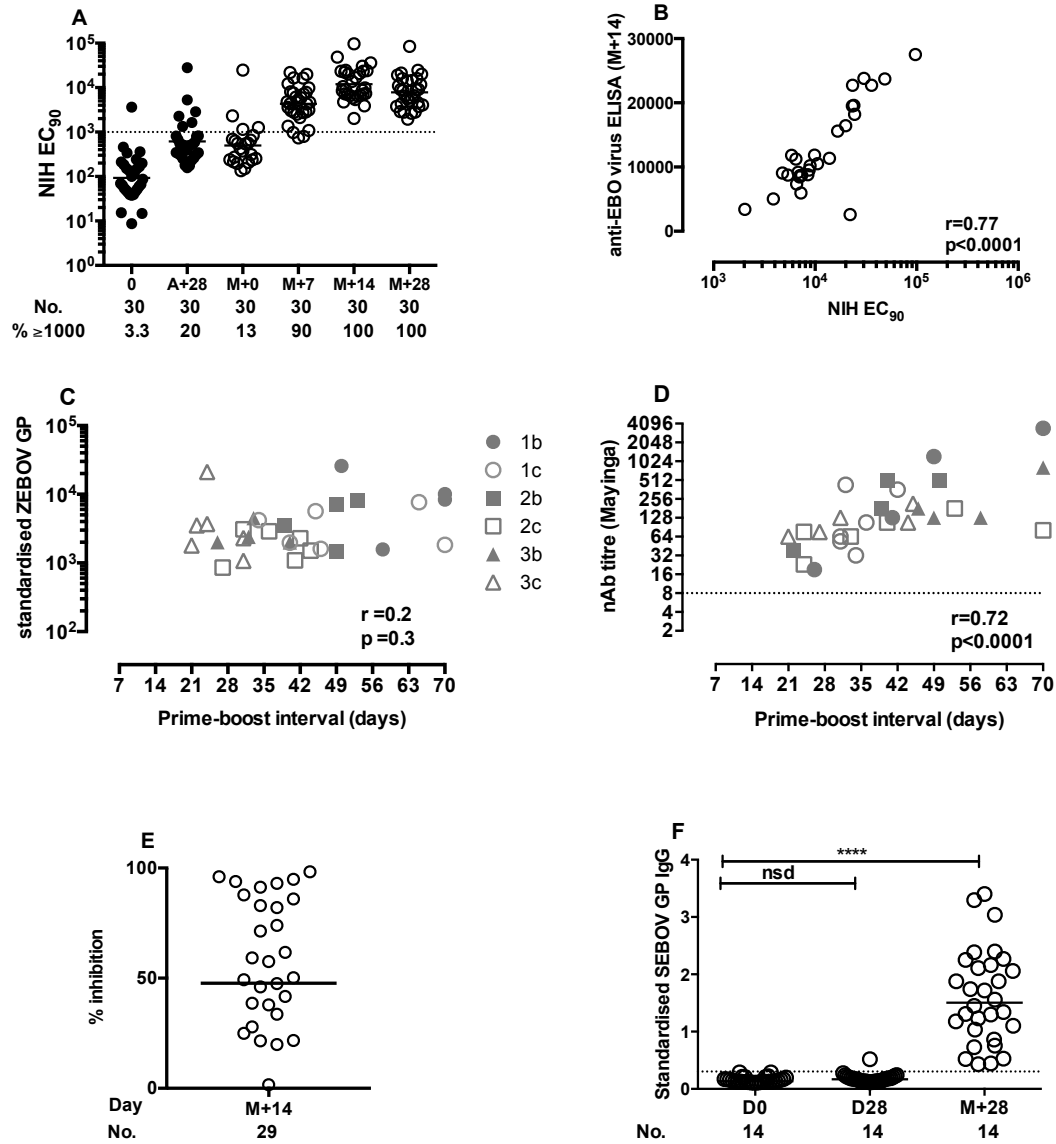 A
NIH EC90
10^5
10^4
10^3
10^2
10^1
10^0
0 A+28 M+0 M+7 M+14 M+28
No. 30 30 30 30 30 30
% ≥1000 3.3 20 13 90 100 100
B
anti-EBO virus ELISA (M+14)
30000
20000
10000
0
r=0.77
p<0.0001
10^3 10^4 10^5 10^6
NIH EC90
C
standardised ZEBOV GP
10^5
10^4
10^3
10^2
r =0.2
p =0.3
7 14 21 28 35 42 49 56 63 70
Prime-boost interval (days)
1b
1c
2b
2c
3b
3c
D
nAb titre (Mayinga)
4096
2048
1024
512
256
128
64
32
16
8
4
2
r=0.72
p<0.0001
7 14 21 28 35 42 49 56 63 70
Prime-boost interval (days)
E
% inhibition
100
50
0
Day M+14
No. 29
F
Standardised SEBOV GP IgG
4
3
2
1
0
****
nsd
D0 D28 M+28
No. 14 14 14